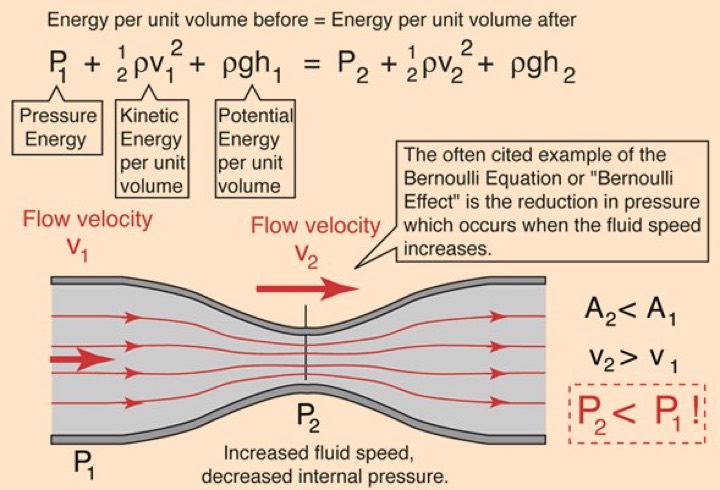 Energy per unit volume before = Energy per unit volume after
P₁ + ½ρv₁² + ρgh₁ = P₂ + ½ρv₂² + ρgh₂
Pressure
Energy
Kinetic
Energy
per unit
volume
Potential
Energy
per unit
volume
The often cited example of the
Bernoulli Equation or "Bernoulli
Effect" is the reduction in pressure
which occurs when the fluid speed
increases.
Flow velocity
v₁
Flow velocity
v₂
A₂< A₁
v₂> v₁
P₂< P₁!
P₁
P₂
Increased fluid speed,
decreased internal pressure.